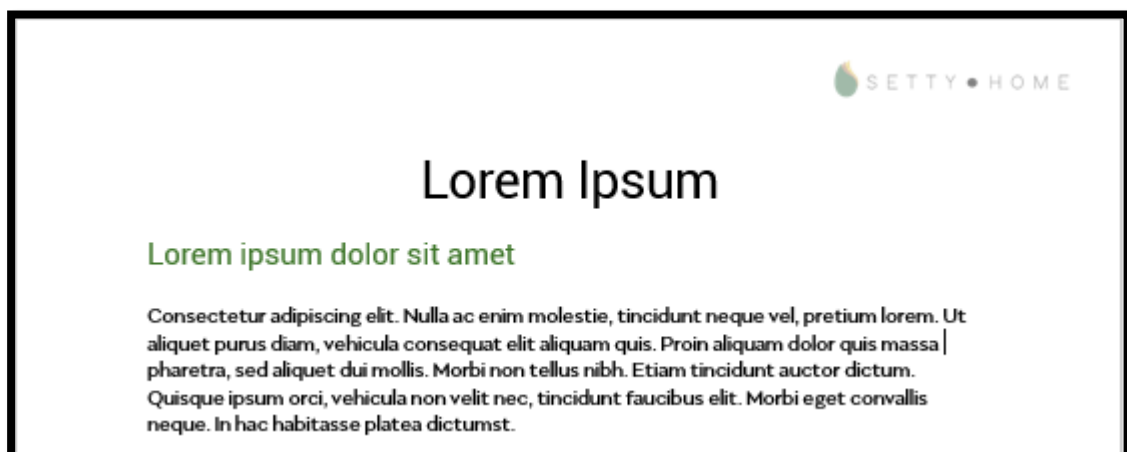 SETTY•HOME
Lorem Ipsum
Lorem ipsum dolor sit amet
Consectetur adipiscing elit. Nulla ac enim molestie, tincidunt neque vel, pretium lorem. Ut
aliquet purus diam, vehicula consequat elit aliquam quis. Proin aliquam dolor quis massa
pharetra, sed aliquet dui mollis. Morbi non tellus nibh. Etiam tincidunt auctor dictum.
Quisque ipsum orci, vehicula non velit nec, tincidunt faucibus elit. Morbi eget convallis
neque. In hac habitasse platea dictumst.